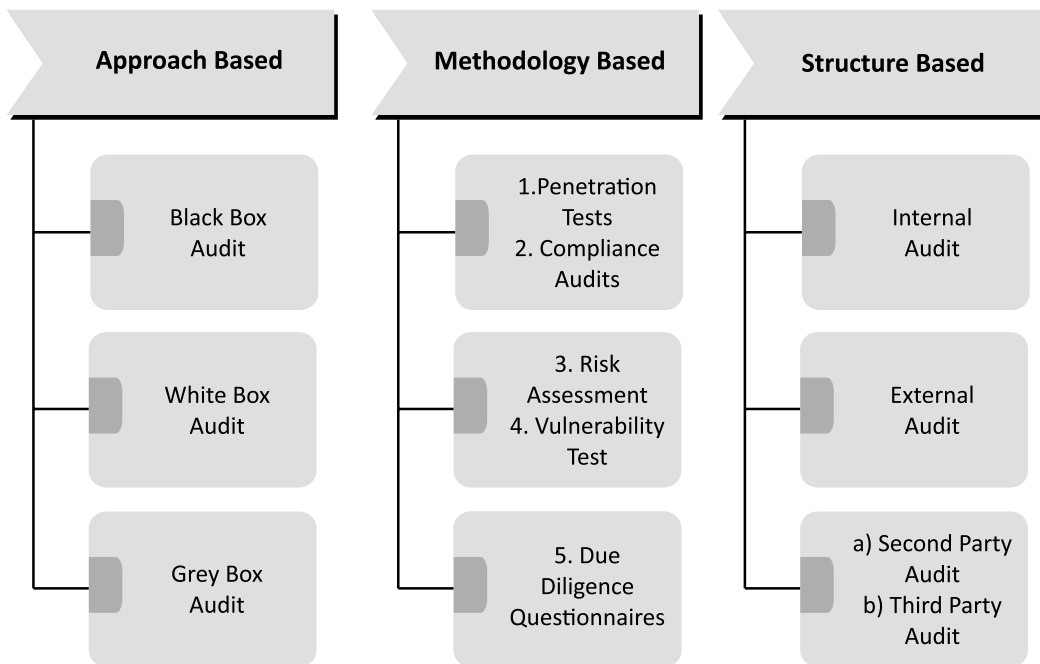 Approach Based
Black Box
Audit
White Box
Audit
Grey Box
Audit
Methodology Based
1.Penetration
Tests
2. Compliance
Audits
3. Risk
Assessment
4. Vulnerability
Test
5. Due
Diligence
Questionnaires
Structure Based
Internal
Audit
External
Audit
a) Second Party
Audit
b) Third Party
Audit